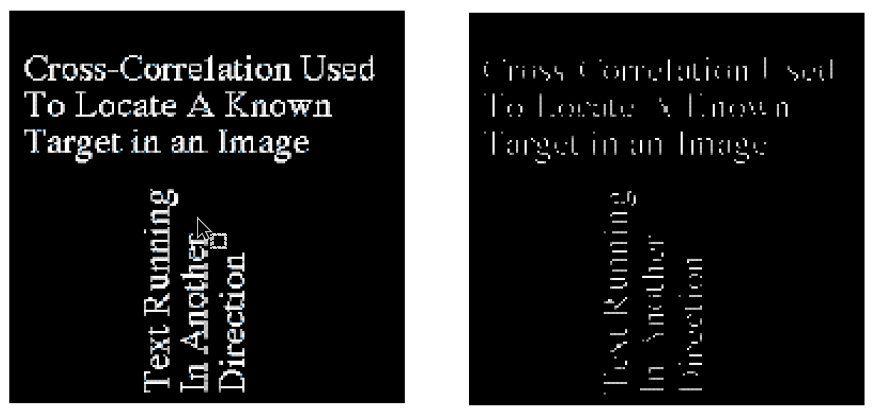 Cross-Correlation Used
To Locate A Known
Target in an Image
Text Running
In Another
Direction
Cross-Correlation Used
To Locate A Known
Target in an Image
Text Running
In Another
Direction